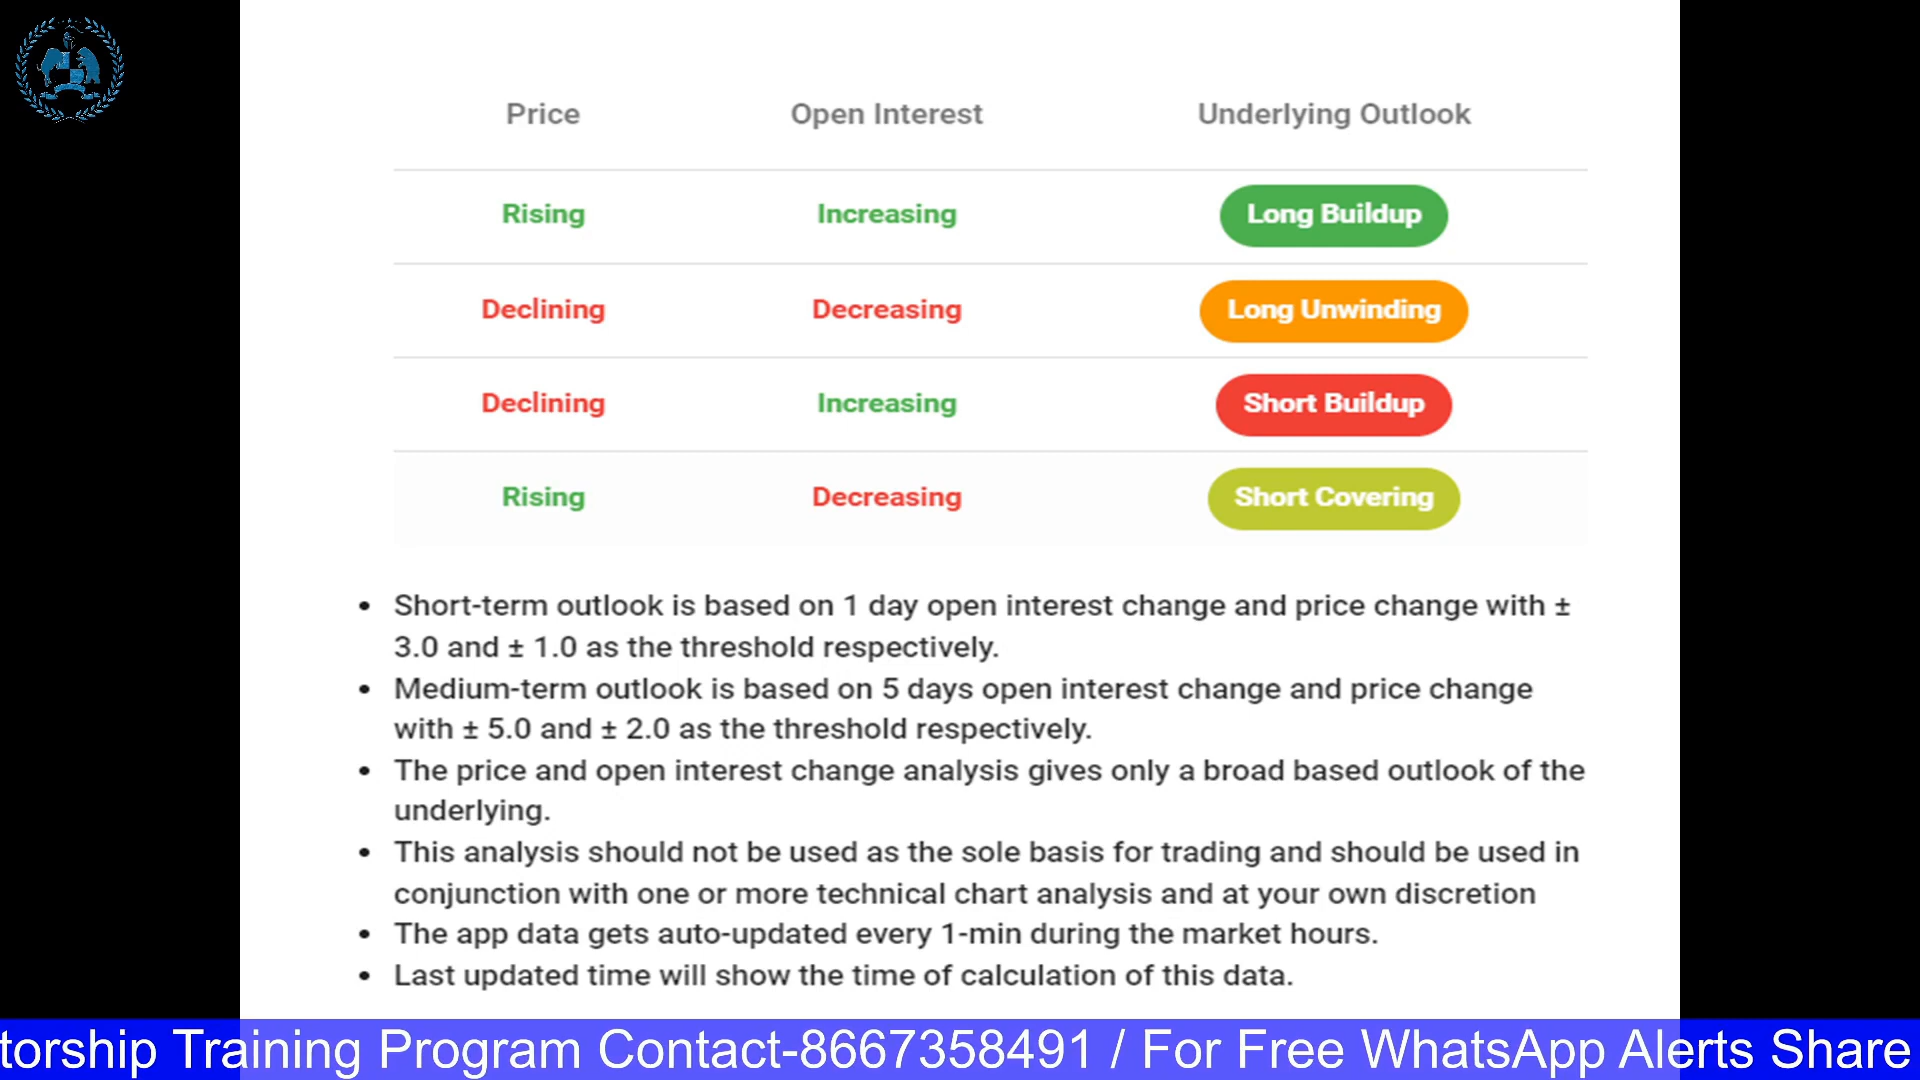 Price Open Interest Underlying Outlook
Rising Increasing Long Buildup
Declining Decreasing Long Unwinding
Declining Increasing Short Buildup
Rising Decreasing Short Covering
• Short-term outlook is based on 1 day open interest change and price change with ±
3.0 and ± 1.0 as the threshold respectively.
• Medium-term outlook is based on 5 days open interest change and price change
with ± 5.0 and ± 2.0 as the threshold respectively.
• The price and open interest change analysis gives only a broad based outlook of the
underlying.
• This analysis should not be used as the sole basis for trading and should be used in
conjunction with one or more technical chart analysis and at your own discretion
• The app data gets auto-updated every 1-min during the market hours.
• Last updated time will show the time of calculation of this data.
torship Training Program Contact-8667358491 / For Free WhatsApp Alerts Share